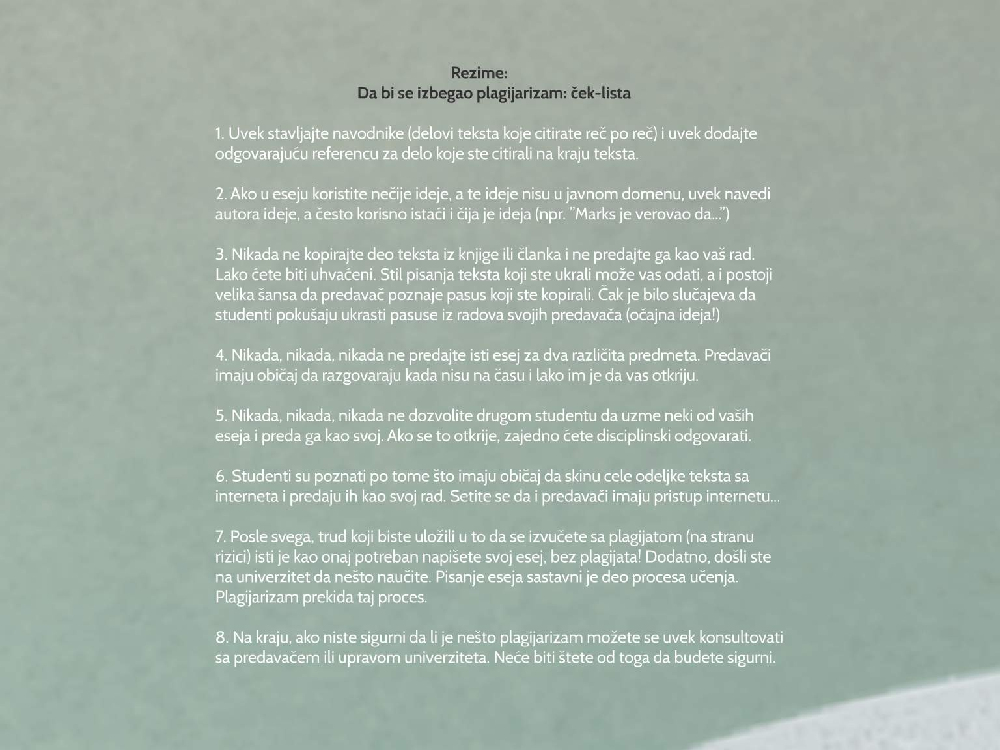 Rezime:
Da bi se izbegao plagijarizam: ček-lista
1. Uvek stavljajte navodnike (delovi teksta koje citirate reč po reč) i uvek dodajte
odgovarajuću referencu za delo koje ste citirali na kraju teksta.
2. Ako u eseju koristite nečije ideje, a te ideje nisu u javnom domenu, uvek navedi
autora ideje, a često korisno istaći i čija je ideja (npr. ”Marks je verovao da...”)
3. Nikada ne kopirajte deo teksta iz knjige ili članka i ne predajte ga kao vaš rad.
Lako ćete biti uhvaćeni. Stil pisanja teksta koji ste ukrali može vas odati, a i postoji
velika šansa da predavač poznaje pasus koji ste kopirali. Čak je bilo slučajeva da
studenti pokušaju ukrasti pasuse iz radova svojih predavača (očajna ideja!)
4. Nikada, nikada, nikada ne predajte isti esej za dva različita predmeta. Predavači
imaju običaj da razgovaraju kada nisu na času i lako im je da vas otkriju.
5. Nikada, nikada, nikada ne dozvolite drugom studentu da uzme neki od vaših
eseja i preda ga kao svoj. Ako se to otkrije, zajedno ćete disciplinski odgovarati.
6. Studenti su poznati po tome što imaju običaj da skinu cele odeljke teksta sa
interneta i predaju ih kao svoj rad. Setite se da i predavači imaju pristup internetu...
7. Posle svega, trud koji biste uložili u to da se izvučete sa plagijatom (na stranu
rizici) isti je kao onaj potreban napišete svoj esej, bez plagijata! Dodatno, došli ste
na univerzitet da nešto naučite. Pisanje eseja sastavni je deo procesa učenja.
Plagijarizam prekida taj proces.
8. Na kraju, ako niste sigurni da li je nešto plagijarizam možete se uvek konsultovati
sa predavačem ili upravom univerziteta. Neće biti štete od toga da budete sigurni.